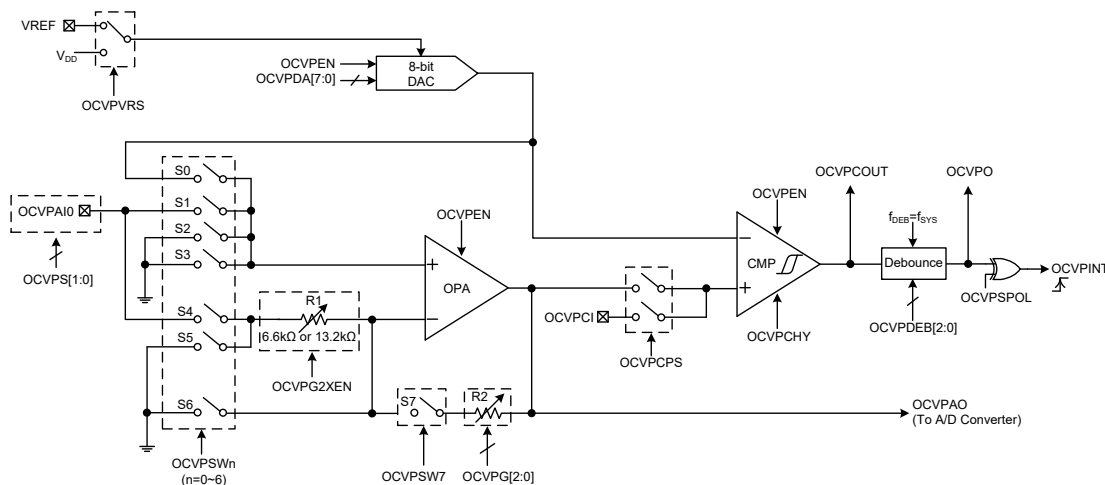 VREF
VDD
OCVPVRS
OCVPEN
OCVPDA[7:0]
8-bit
DAC
OCVPAI0
OCVPS[1:0]
S0
S1
S2
S3
S4
S5
S6
OCVPSWn
(n=0~6)
R1
6.6kΩ or 13.2kΩ
OCVPG2XEN
OCVPEN
OPA
S7
OCVPSW7
R2
OCVPG[2:0]
OCVPCI
OCVPCPS
OCVPEN
CMP
OCVPCHY
OCVPCOUT
fDEB=fSYS
Debounce
OCVPDEB[2:0]
OCVPO
OCVPSPOL
OCVPINT
OCVPAO
(To A/D Converter)